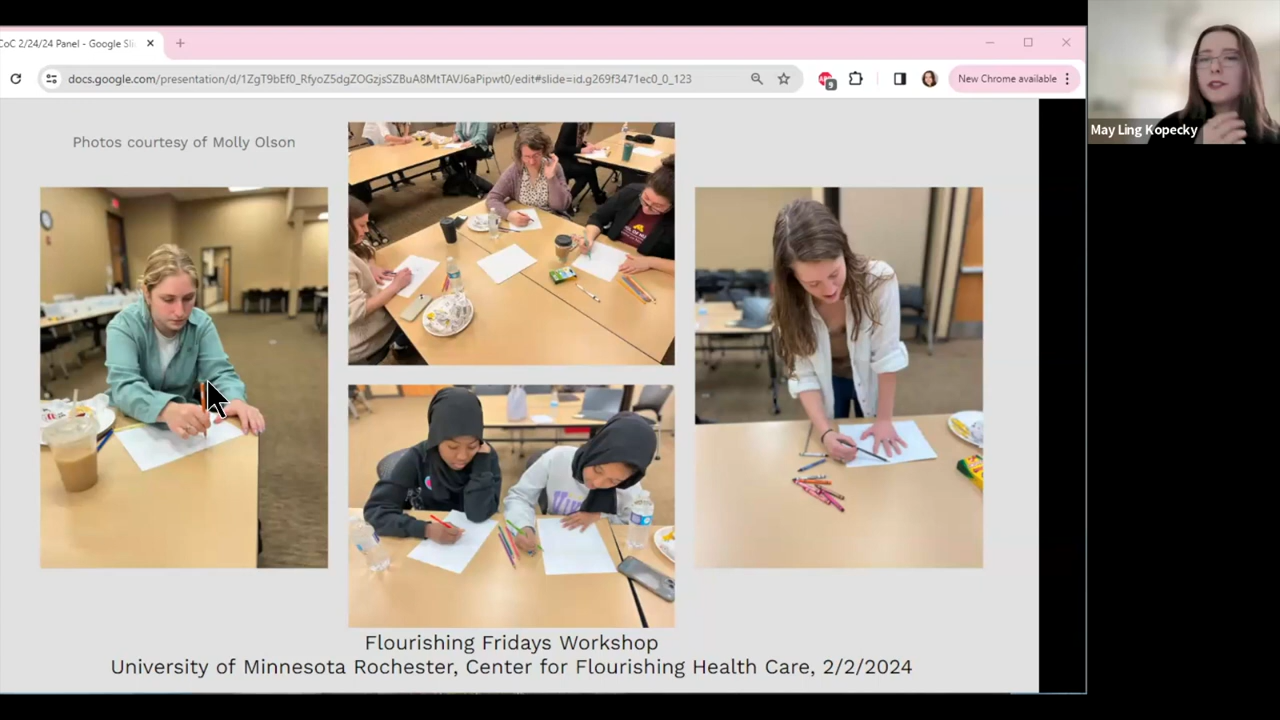 CoC 2/24/24 Panel - Google Sli
docs.google.com/presentation/d/1ZgT9bEf0_RfyoZ5dgZOGzjsSZBuA8MtTAVJ6aPipwt0/edit#slide=id.g269f3471ec0_0_123
9
New Chrome available
May Ling Kopecky
Photos courtesy of Molly Olson
Flourishing Fridays Workshop
University of Minnesota Rochester, Center for Flourishing Health Care, 2/2/2024